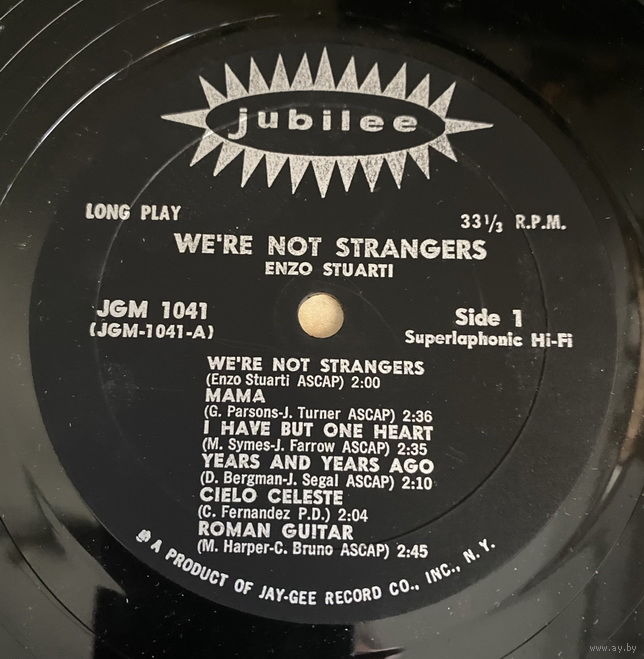 jubilee
LONG PLAY
33⅓ R.P.M.
WE'RE NOT STRANGERS
ENZO STUARTI
JGM 1041
(JGM-1041-A)
Side 1
Superlaphonic Hi-Fi
WE'RE NOT STRANGERS
(Enzo Stuarti ASCAP) 2:00
MAMA
(G. Parsons-J. Turner ASCAP) 2:36
I HAVE BUT ONE HEART
(M. Symes-J. Farrow ASCAP) 2:35
YEARS AND YEARS AGO
(D. Bergman-J. Segal ASCAP) 2:10
CIELO CELESTE
(C. Fernandez P.D.) 2:04
ROMAN GUITAR
(M. Harper-C. Bruno ASCAP) 2:45
A PRODUCT OF JAY-GEE RECORD CO., INC., N. Y.
www.ay.by